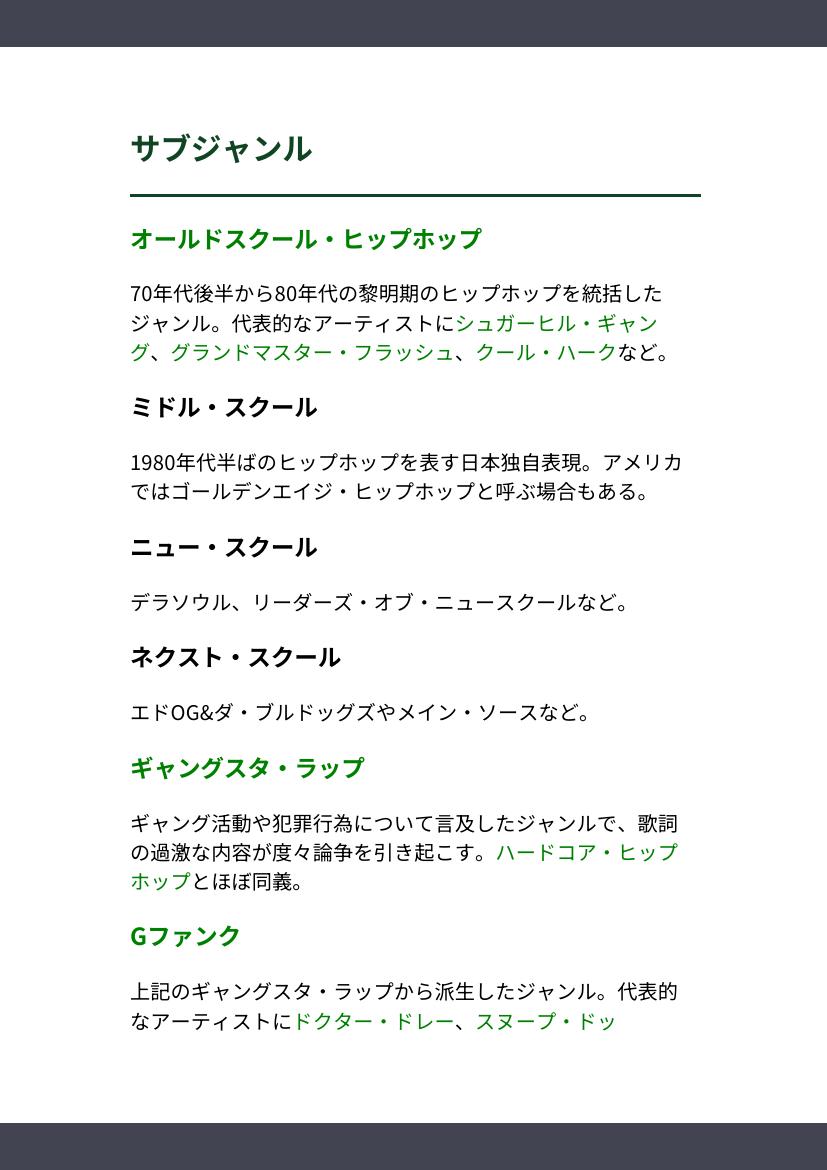 サブジャンル
オールドスクール・ヒップホップ
70年代後半から80年代の黎明期のヒップホップを統括した
ジャンル。代表的なアーティストにシュガーヒル・ギャン
グ、グランドマスター・フラッシュ、クール・ハークなど。
ミドル・スクール
1980年代半ばのヒップホップを表す日本独自表現。アメリカ
ではゴールデンエイジ・ヒップホップと呼ぶ場合もある。
ニュー・スクール
デラソウル、リーダーズ・オブ・ニュースクールなど。
ネクスト・スクール
エドOG&ダ・ブルドッグズやメイン・ソースなど。
ギャングスタ・ラップ
ギャング活動や犯罪行為について言及したジャンルで、歌詞
の過激な内容が度々論争を引き起こす。ハードコア・ヒップ
ホップとほぼ同義。
Gファンク
上記のギャングスタ・ラップから派生したジャンル。代表的
なアーティストにドクター・ドレー、スヌープ・ドッ